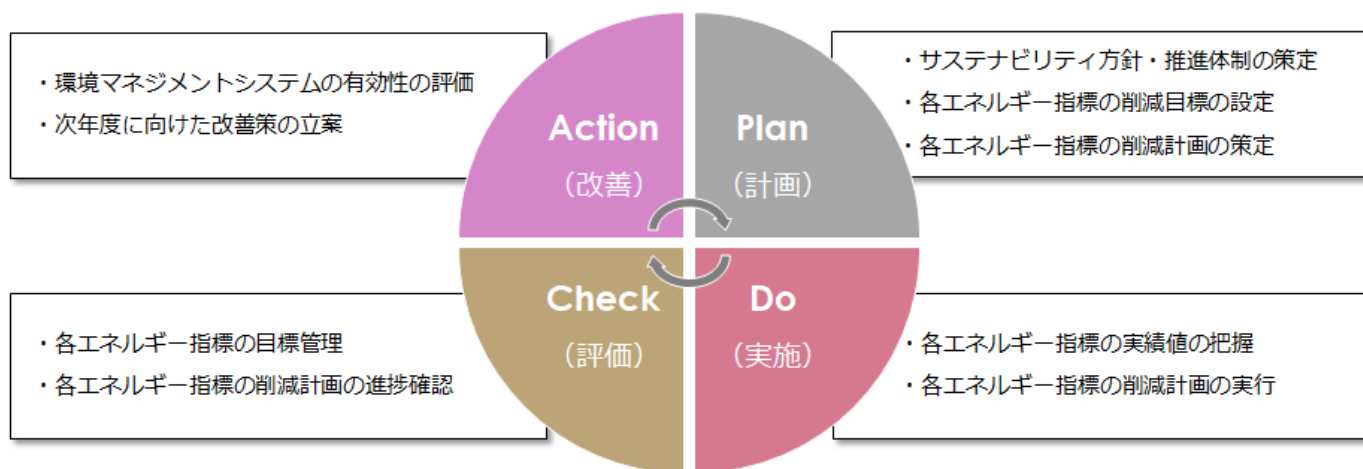 ・環境マネジメントシステムの有効性の評価
・次年度に向けた改善策の立案
Action
（改善）
Plan
（計画）
・サステナビリティ方針・推進体制の策定
・各エネルギー指標の削減目標の設定
・各エネルギー指標の削減計画の策定
・各エネルギー指標の目標管理
・各エネルギー指標の削減計画の進捗確認
Check
（評価）
Do
（実施）
・各エネルギー指標の実績値の把握
・各エネルギー指標の削減計画の実行